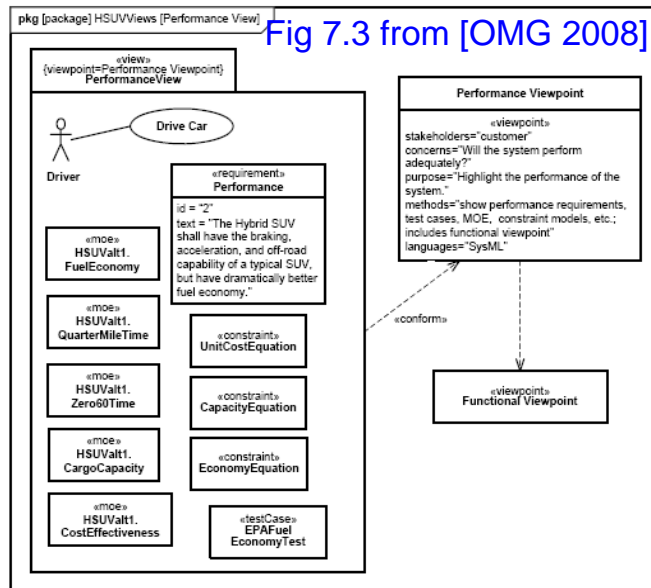 pkg [package] HSUVViews [Performance View]
Fig 7.3 from [OMG 2008]
«view»
{viewpoint=Performance Viewpoint}
PerformanceView
Drive Car
Driver
«requirement»
Performance
id = "2"
text = "The Hybrid SUV
shall have the braking,
acceleration, and off-road
capability of a typical SUV,
but have dramatically better
fuel economy."
«moe»
HSUValt1.
FuelEconomy
«moe»
HSUValt1.
QuarterMileTime
«moe»
HSUValt1.
Zero60Time
«moe»
HSUValt1.
CargoCapacity
«moe»
HSUValt1.
CostEffectiveness
«constraint»
UnitCostEquation
«constraint»
CapacityEquation
«constraint»
EconomyEquation
«testCase»
EPAFuel
EconomyTest
Performance Viewpoint
«viewpoint»
stakeholders="customer"
concerns="Will the system perform
adequately?"
purpose="Highlight the performance of the
system."
methods="show performance requirements,
test cases, MOE, constraint models, etc.;
includes functional viewpoint"
languages="SysML"
«conform»
«viewpoint»
Functional Viewpoint